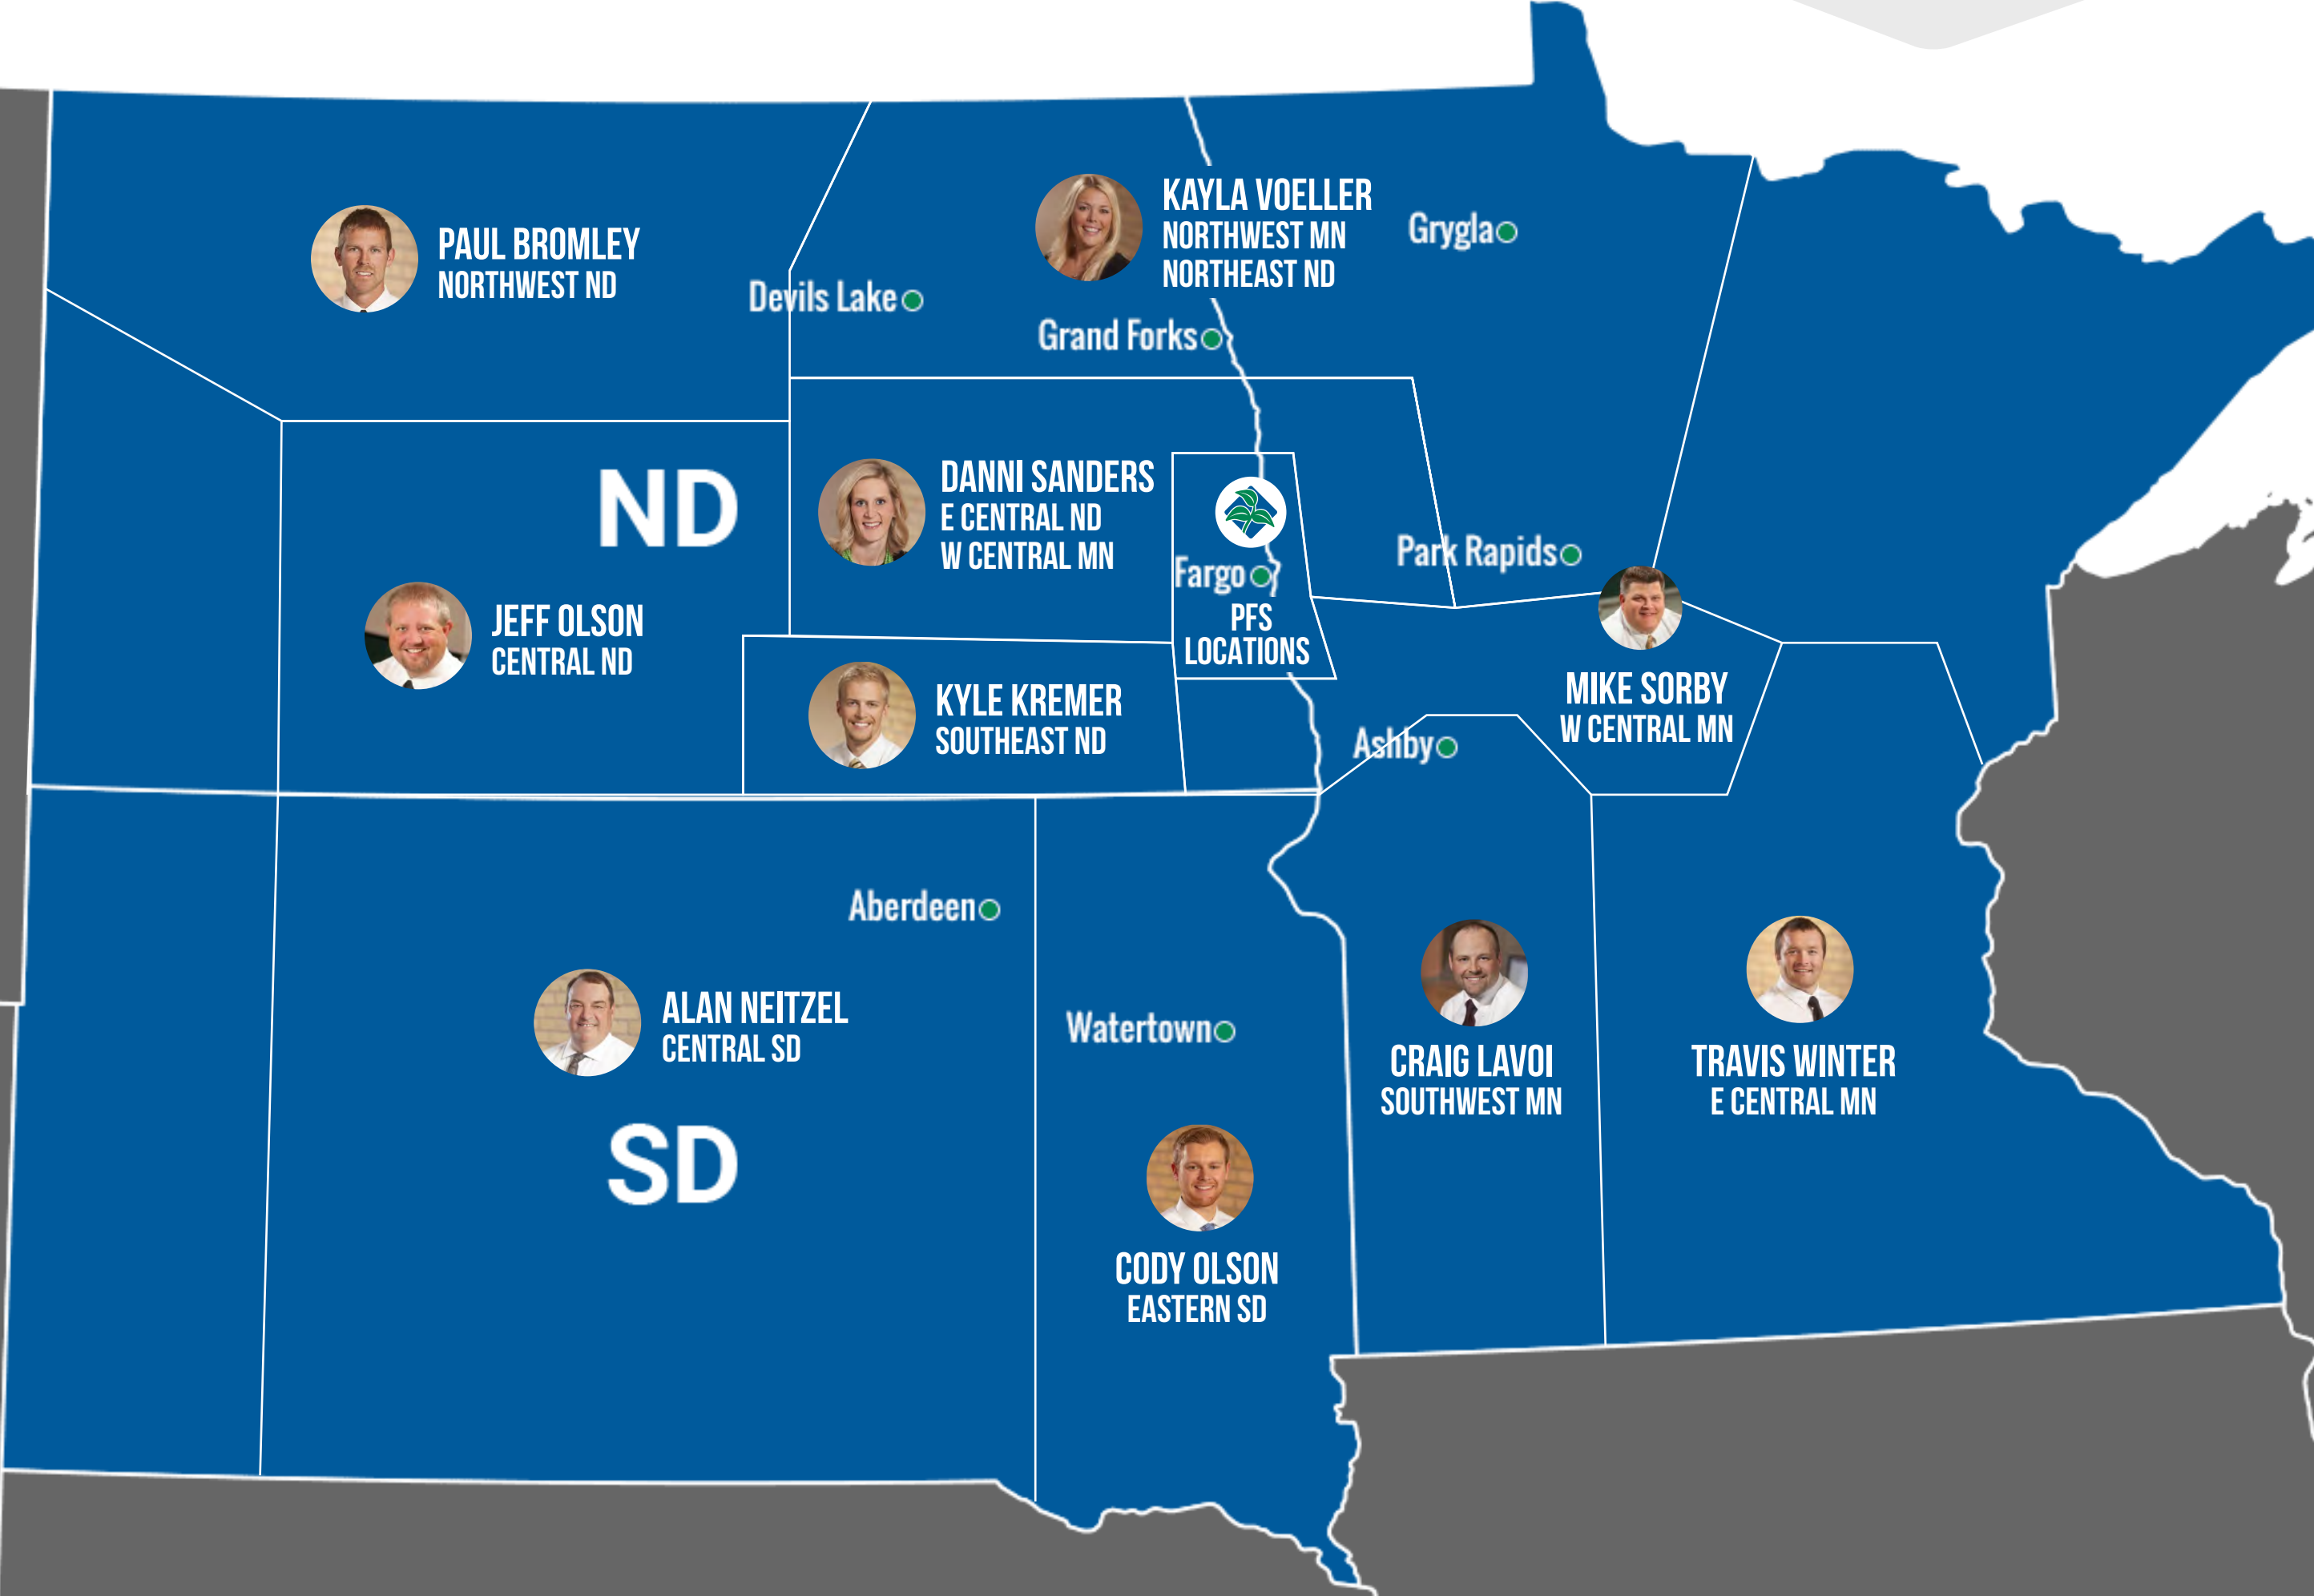 PAUL BROMLEY
NORTHWEST ND
KAYLA VOELLER
NORTHWEST MN
NORTHEAST ND
Grygla
Devils Lake
Grand Forks
ND
DANNI SANDERS
E CENTRAL ND
W CENTRAL MN
Fargo
PFS
LOCATIONS
Park Rapids
JEFF OLSON
CENTRAL ND
KYLE KREMER
SOUTHEAST ND
MIKE SORBY
W CENTRAL MN
Ashby
Aberdeen
ALAN NEITZEL
CENTRAL SD
SD
Watertown
CODY OLSON
EASTERN SD
CRAIG LAVOI
SOUTHWEST MN
TRAVIS WINTER
E CENTRAL MN